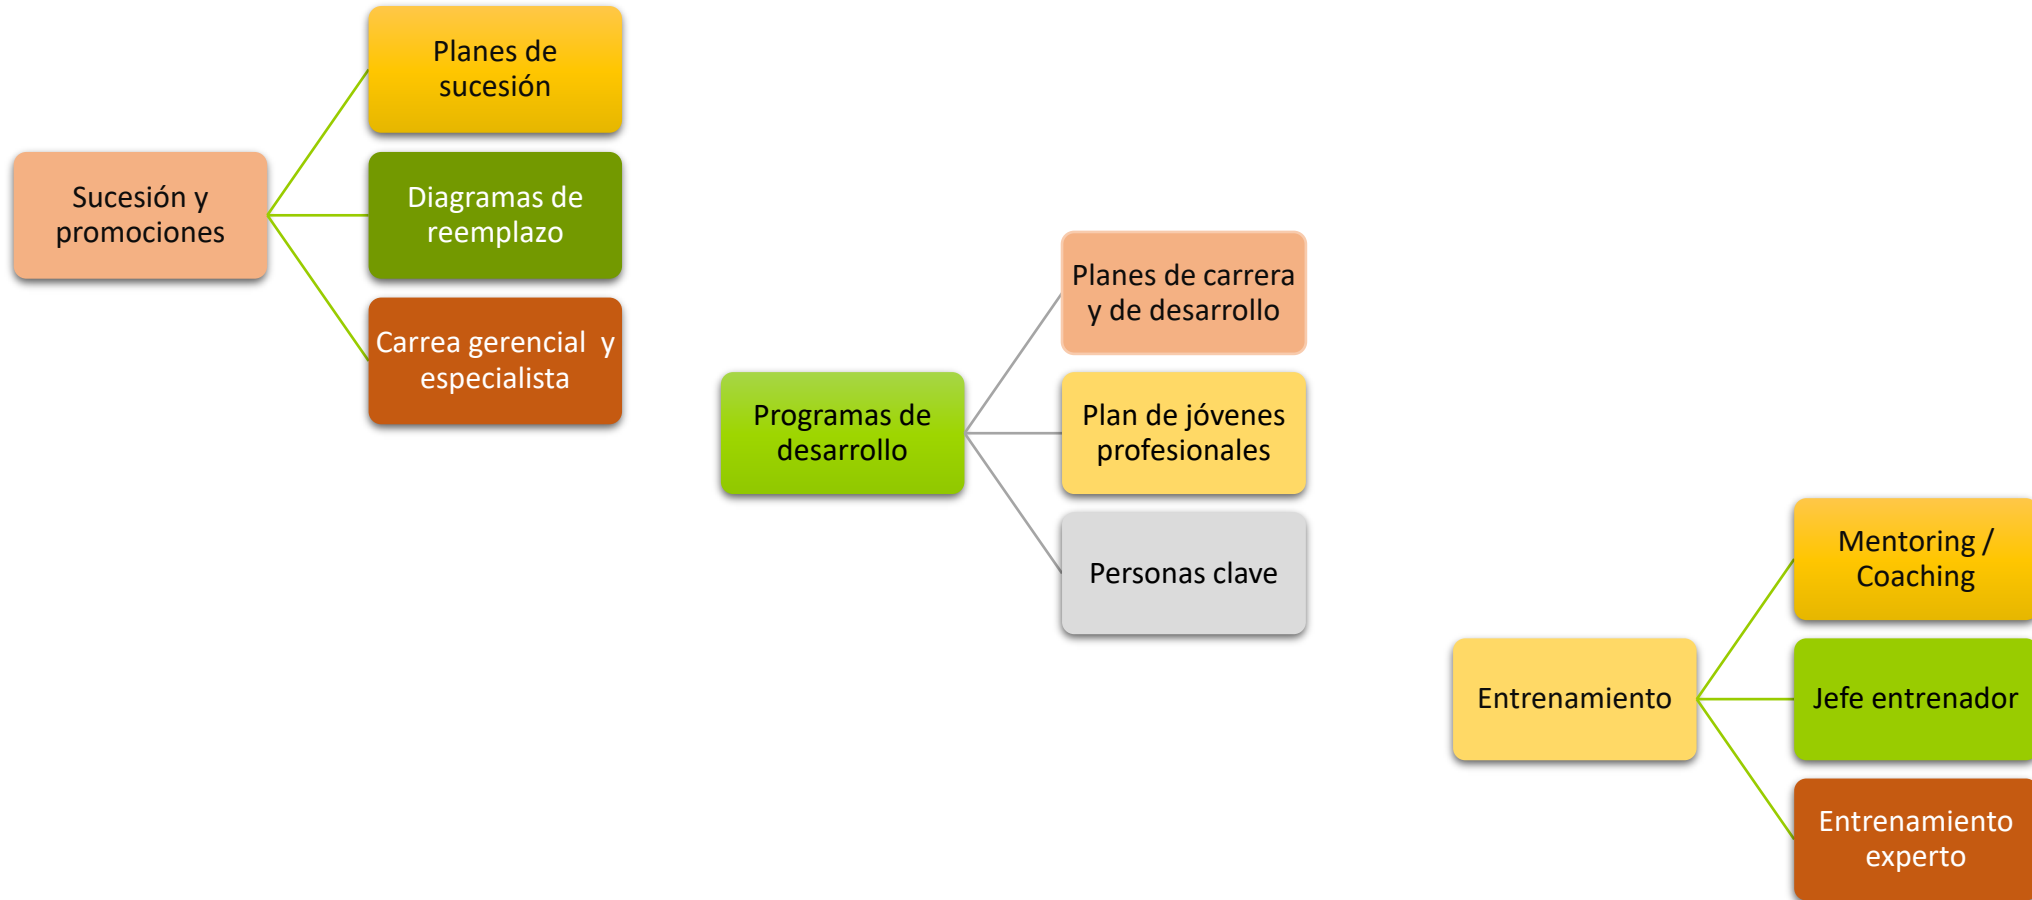 Sucesión y
promociones
Planes de
sucesión
Diagramas de
reemplazo
Carrea gerencial  y
especialista
Programas de
desarrollo
Planes de carrera
y de desarrollo
Plan de jóvenes
profesionales
Personas clave
Entrenamiento
Mentoring /
Coaching
Jefe entrenador
Entrenamiento
experto